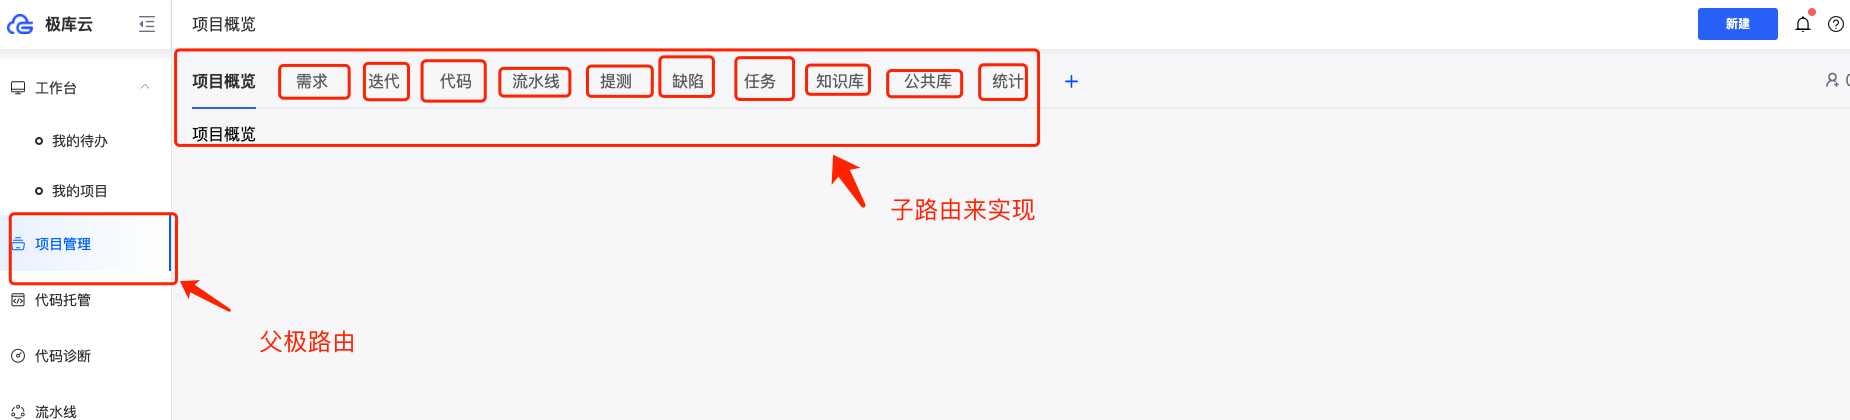 极库云
项目概览
新建
工作台
项目概览 需求 迭代 代码 流水线 提测 缺陷 任务 知识库 公共库 统计 +
我的待办
项目概览
我的项目
子路由来实现
项目管理
代码托管
父极路由
代码诊断
流水线